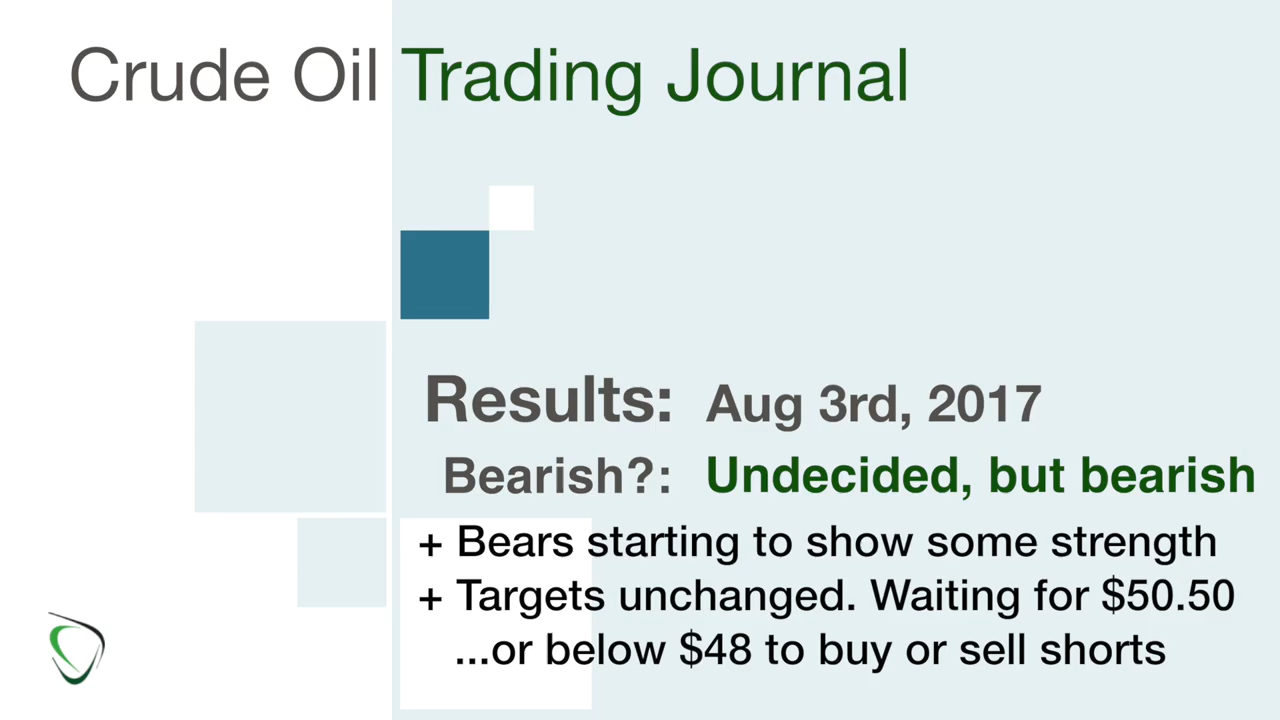 Crude Oil Trading Journal
Results: Aug 3rd, 2017
Bearish?: Undecided, but bearish
+ Bears starting to show some strength
+ Targets unchanged. Waiting for $50.50
...or below $48 to buy or sell shorts